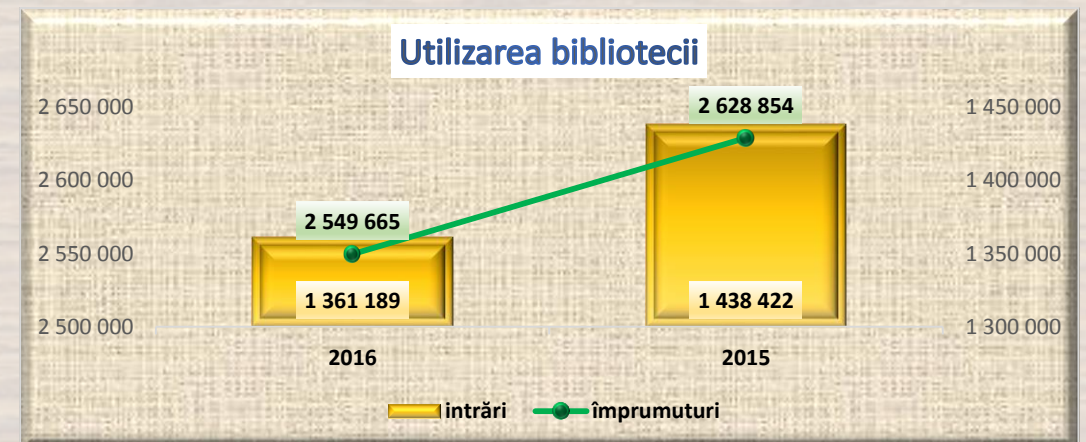 Utilizarea bibliotecii
2 650 000
2 628 854
1 450 000
2 600 000
1 400 000
2 549 665
2 550 000
1 350 000
1 361 189
1 438 422
2 500 000
1 300 000
2016
2015
intrări
împrumuturi